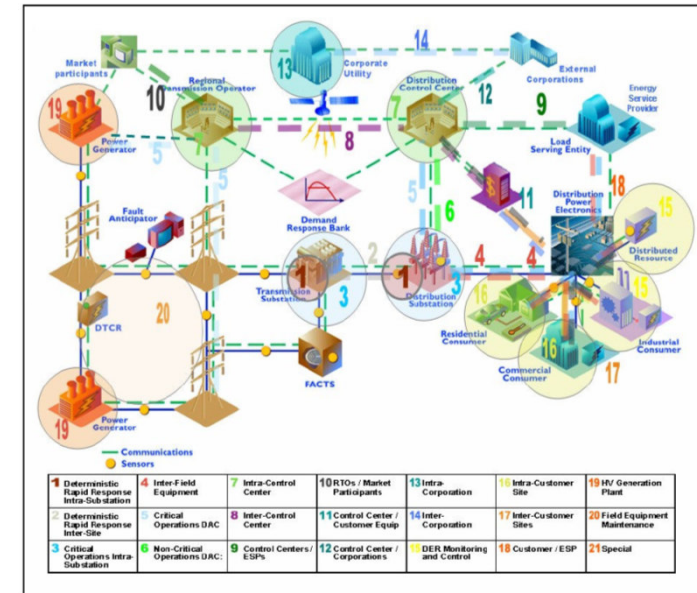 14
Market participants
13
Corporate Utility
External Corporations
10
Regional Transmission Operator
7
Distribution Control Center
12
9
Energy Service Provider
19
Power Generator
5
7
8
Load Serving Entity
5
Fault Anticipator
Demand Response Bank
5
6
11
Distribution Power Electronics
18
15
Distributed Resource
1
Transmission Substation
3
2
1
Distribution Substation
3
4
4
20
DTCR
16
Residential Consumer
11
15
Industrial Consumer
16
Commercial Consumer
17
FACTS
19
Power Generator
Communications
Sensors
1 Deterministic Rapid Response Intra-Substation
4 Inter-Field Equipment
7 Intra-Control Center
10 RTOs / Market Participants
13 Intra-Corporation
16 Intra-Customer Site
19 HV Generation Plant
2 Deterministic Rapid Response Inter-Site
5 Critical Operations DAC
8 Inter-Control Center
11 Control Center / Customer Equip
14 Inter-Corporation
17 Inter-Customer Sites
20 Field Equipment Maintenance
3 Critical Operations Intra-Substation
6 Non-Critical Operations DAC:
9 Control Centers / ESPs
12 Control Center / Corporations
15 DER Monitoring and Control
18 Customer / ESP
21 Special